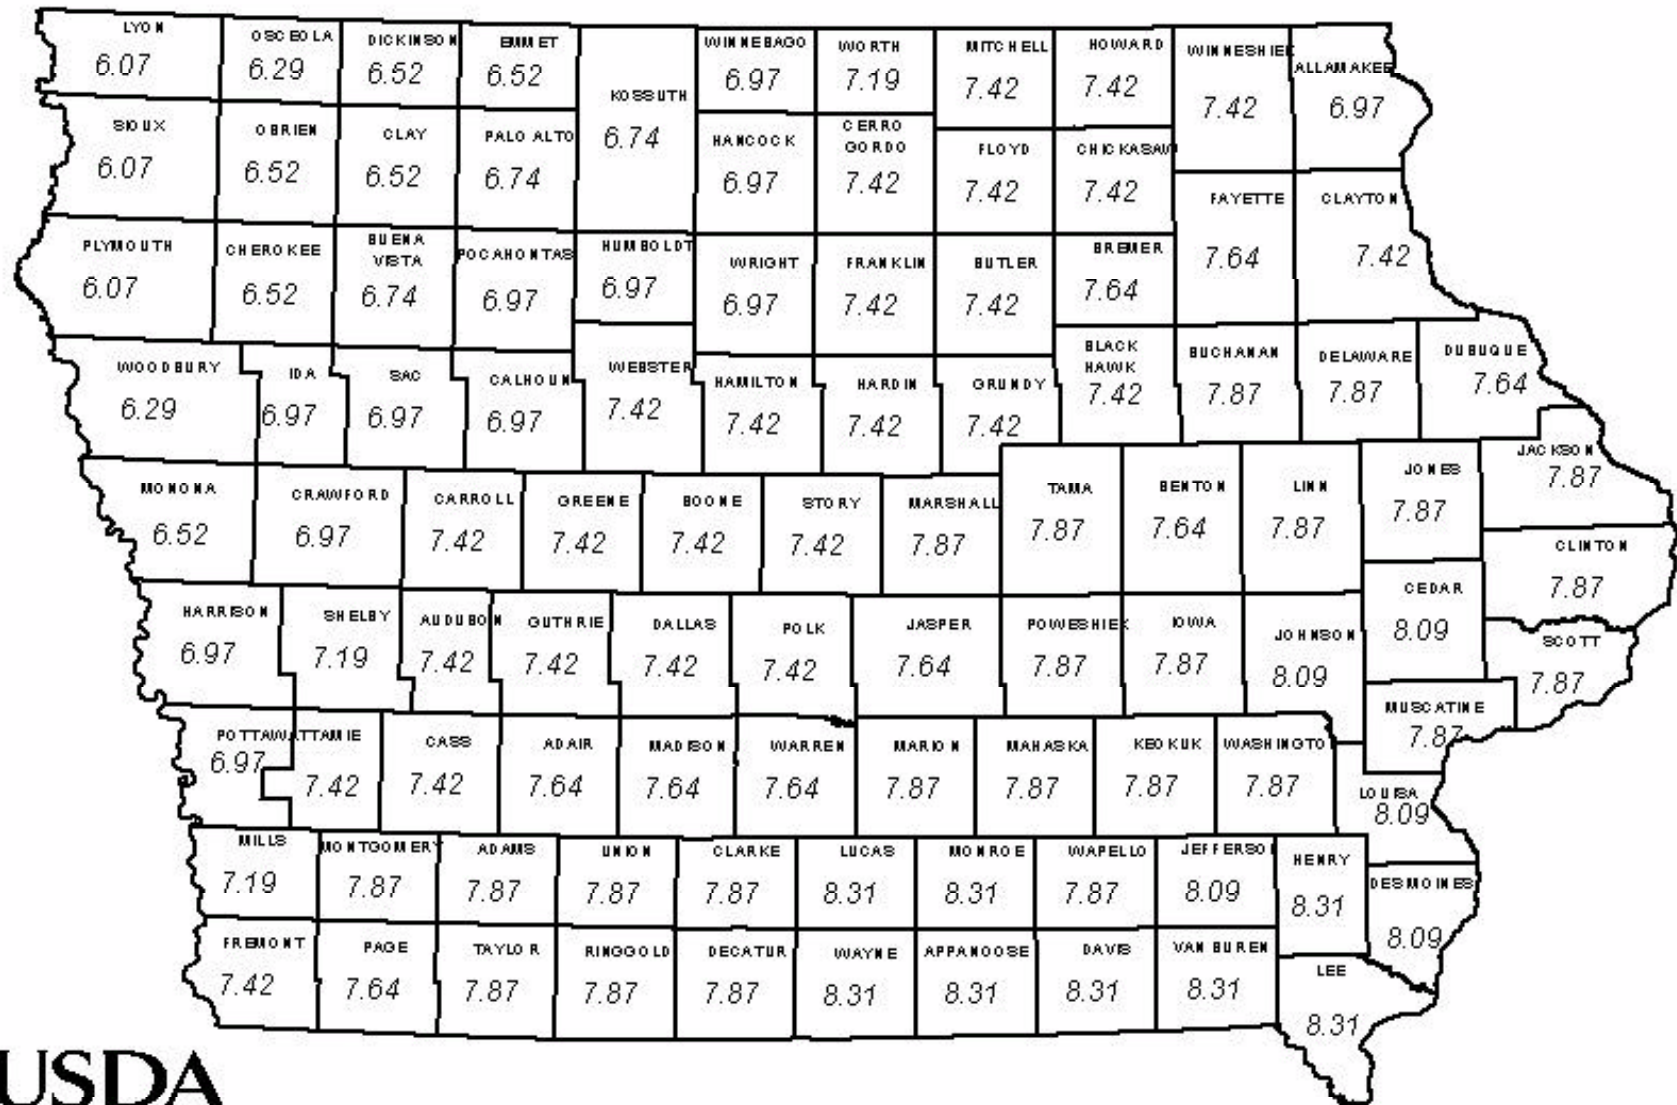 LYON
6.07
OSCEOLA
6.29
DICKINSON
6.52
EMMET
6.52
KOSSUTH
6.74
WINNEBAGO
6.97
WORTH
7.19
MITCHELL
7.42
HOWARD
7.42
WINNESHIEK
7.42
ALLAMAKEE
6.97
SIOUX
6.07
OBRIEN
6.52
CLAY
6.52
PALO ALTO
6.74
HANCOCK
6.97
CERRO
GORDO
7.42
FLOYD
7.42
CHICKASAW
7.42
FAYETTE
7.64
CLAYTON
7.42
PLYMOUTH
6.07
CHEROKEE
6.52
BUENA
VISTA
6.74
POCAHONTAS
6.97
HUMBOLDT
6.97
WRIGHT
6.97
FRANKLIN
7.42
BUTLER
7.42
BREMER
7.64
WOODBURY
6.29
IDA
6.97
SAC
6.97
CALHOUN
6.97
WEBSTER
7.42
HAMILTON
7.42
HARDIN
7.42
GRUNDY
7.42
BLACK
HAWK
7.42
BUCHANAN
7.87
DELAWARE
7.87
DUBUQUE
7.64
MONONA
6.52
CRAWFORD
6.97
CARROLL
7.42
GREENE
7.42
BOONE
7.42
STORY
7.42
MARSHALL
7.87
TAMA
7.87
BENTON
7.64
LINN
7.87
JONES
7.87
JACKSON
7.87
CLINTON
7.87
CEDAR
8.09
SCOTT
7.87
HARRISON
6.97
SHELBY
7.19
AUDUBON
7.42
GUTHRIE
7.42
DALLAS
7.42
POLK
7.42
JASPER
7.64
POWESHIEK
7.87
IOWA
7.87
JOHNSON
8.09
MUSCATINE
7.87
POTTAWATTAMIE
6.97
7.42
CASS
7.42
ADAIR
7.64
MADISON
7.64
WARREN
7.64
MARION
7.87
MAHASKA
7.87
KEOKUK
7.87
WASHINGTO
7.87
LOUISA
8.09
MILLS
7.19
MONTGOMERY
7.87
ADAMS
7.87
UNION
7.87
CLARKE
7.87
LUCAS
8.31
MONROE
8.31
WAPELLO
7.87
JEFFERSO
8.09
HENRY
8.31
DESMOINES
8.09
FREMONT
7.42
PAGE
7.64
TAYLOR
7.87
RINGGOLD
7.87
DECATUR
7.87
WAYNE
8.31
APPANOOSE
8.31
DAVIS
8.31
VAN BUREN
8.31
LEE
8.31
USDA